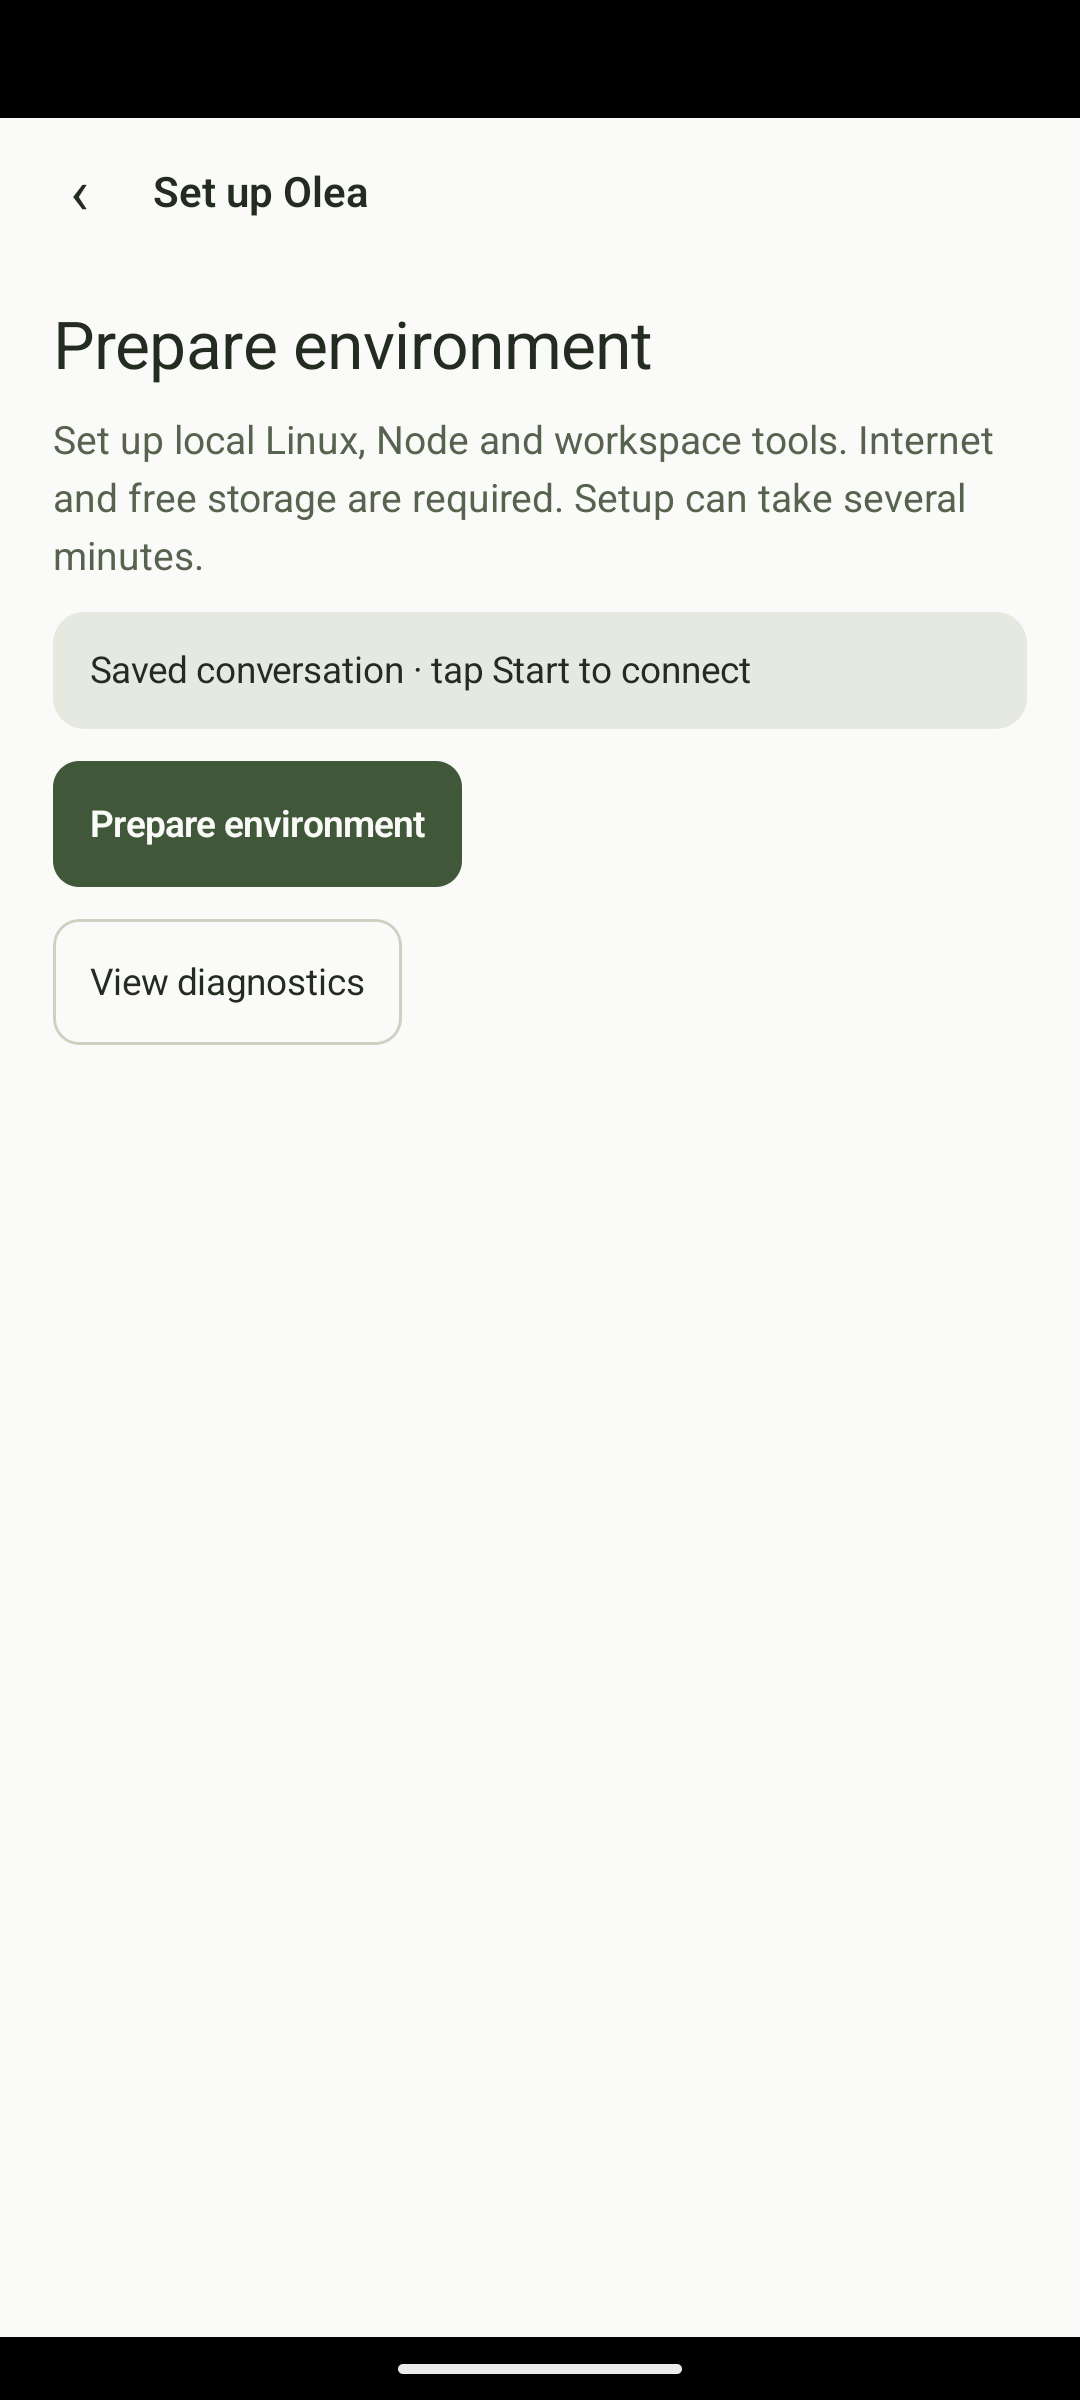 ‹ Set up Olea
Prepare environment
Set up local Linux, Node and workspace tools. Internet
and free storage are required. Setup can take several
minutes.
Saved conversation · tap Start to connect
Prepare environment
View diagnostics